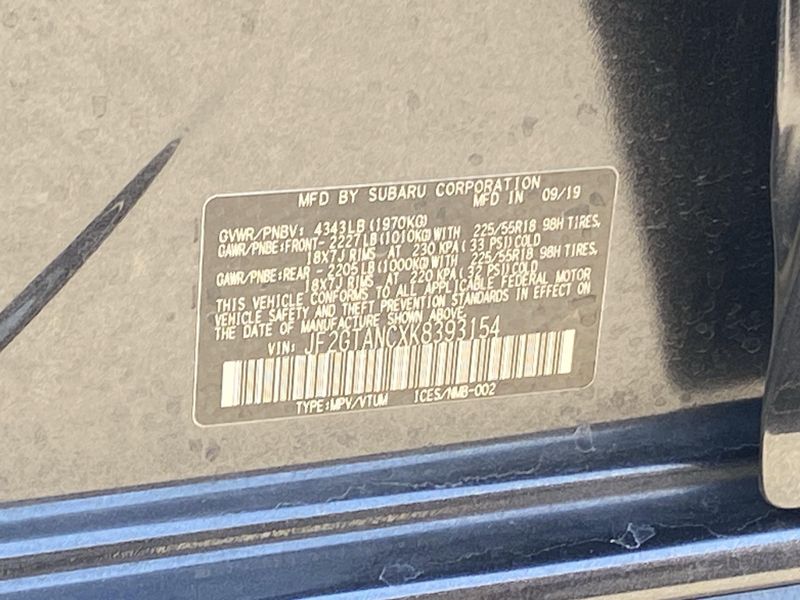 MFD BY SUBARU CORPORATION
MFD IN 09/19
GVWR/PNBV: 4343LB(1970KG)
GAWR/PNBE:FRONT-2227LB(1010KG)WITH 225/55R18 98H TIRES,
18X7J RIMS AT 230 KPA(33 PSI)COLD
GAWR/PNBE:REAR -2205LB(1000KG)WITH 225/55R18 98H TIRES,
18X7J RIMS AT 220 KPA(32 PSI)COLD
THIS VEHICLE CONFORMS TO ALL APPLICABLE FEDERAL MOTOR
VEHICLE SAFETY AND THEFT PREVENTION STANDARDS IN EFFECT ON
THE DATE OF MANUFACTURE SHOWN ABOVE.
VIN: JF2GTANCXK8393154
TYPE:MPV/VTUM ICES/NMB-002